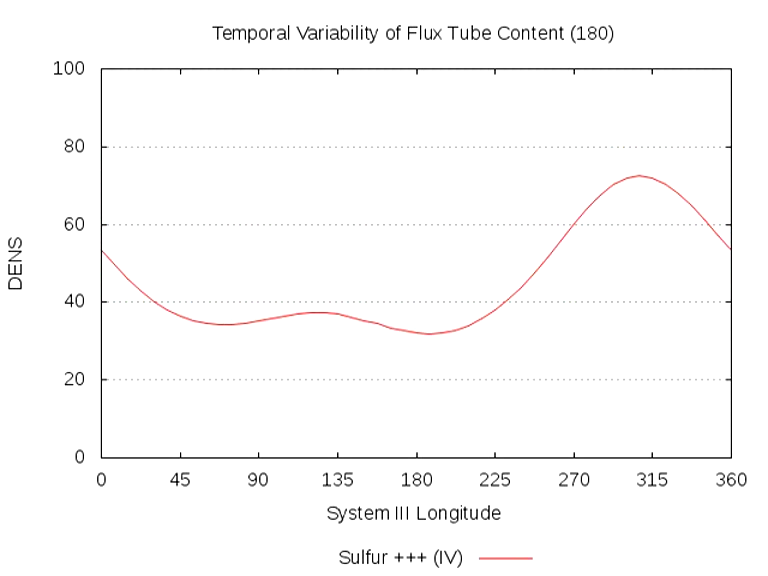 Temporal Variability of Flux Tube Content (180)
100
80
60
40
20
0
DENS
0 45 90 135 180 225 270 315 360
System III Longitude
Sulfur +++ (IV)